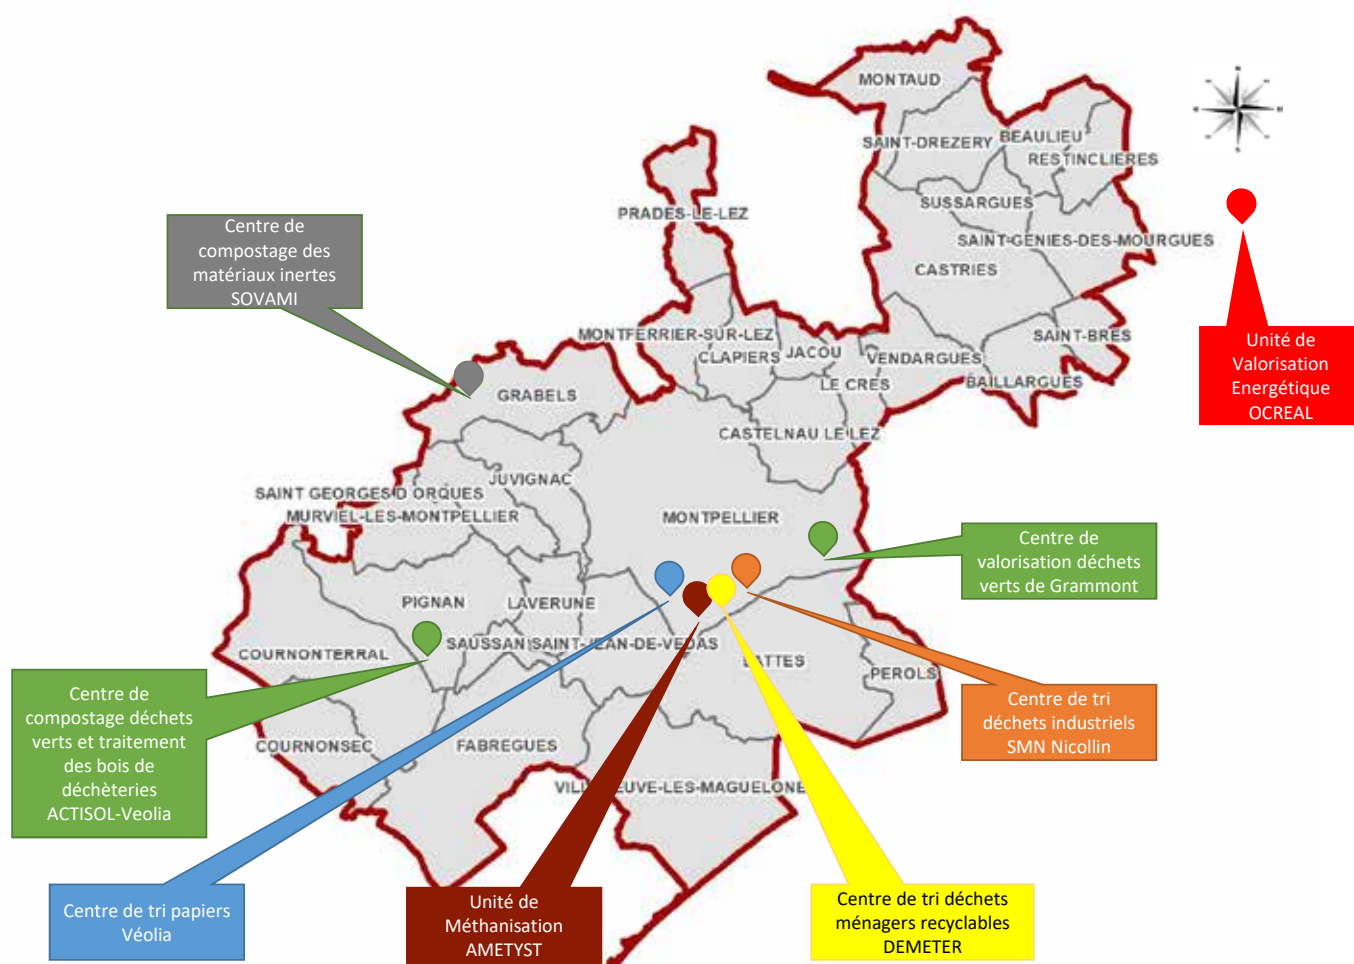 MONTAUD
SAINT-DREZERY
BEAULIEU
RESTINCLIERES
SUSSARGUES
PRADES-LE-LEZ
SAINT-GENIES-DES-MOURGUES
CASTRIES
Centre de
compostage des
matériaux inertes
SOVAMI
MONTFERRIER-SUR-LEZ
CLAPIERS
JACOU
VENDARGUES
SAINT-BRES
LE CRES
BAILLARGUES
Unité de
Valorisation
Energétique
OCREAL
GRABELS
CASTELNAU LE LEZ
JUVIGNAC
SAINT GEORGES D ORQUES
MURVIEL-LES-MONTPELLIER
MONTPELLIER
Centre de
valorisation déchets
verts de Grammont
PIGNAN
LAVERUNE
COURNONTERRAL
SAUSSAN
SAINT-JEAN-DE-VEDAS
LATTES
PEROLS
Centre de
compostage déchets
verts et traitement
des bois de
déchèteries
ACTISOL-Veolia
Centre de tri
déchets industriels
SMN Nicollin
COURNONSEC
FABREGUES
VILLENEUVE-LES-MAGUELONE
Centre de tri papiers
Véolia
Unité de
Méthanisation
AMETYST
Centre de tri déchets
ménagers recyclables
DEMETER